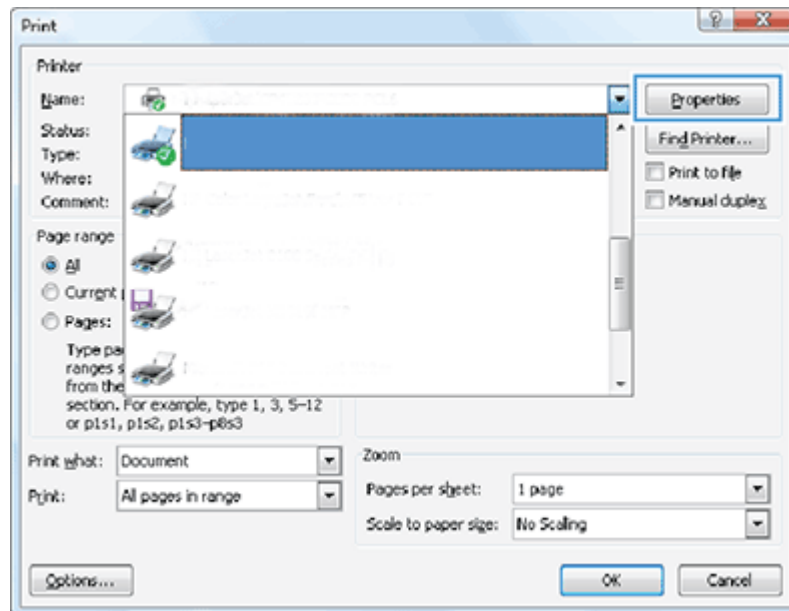 Print
Printer
Name:
Properties
Status:
Find Printer...
Type:
Print to file
Where:
Manual duplex
Comment:
Page range
All
Current
Pages:
Type
ranges
from the
section. For example, type 1, 3, 5–12
or p1s1, p1s2, p1s3–p8s3
Print what: Document
Zoom
Pages per sheet: 1 page
Print: All pages in range
Scale to paper size: No Scaling
Options...
OK
Cancel